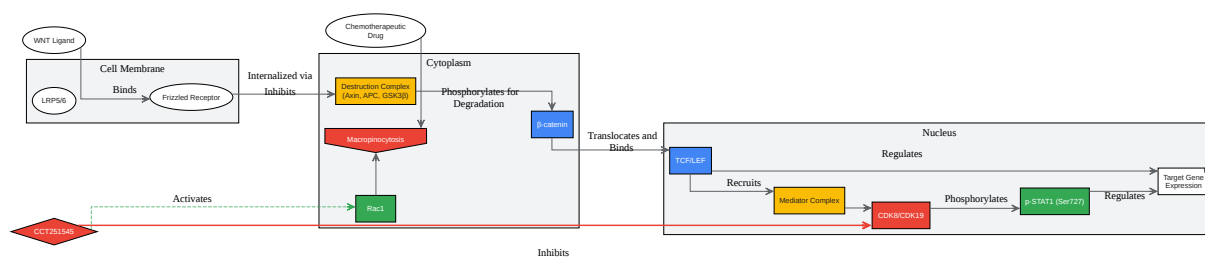 WNT Ligand
Cell Membrane
LRP5/6
Binds
Frizzled Receptor
Internalized via
Inhibits
Chemotherapeutic
Drug
Cytoplasm
Destruction Complex
(Axin, APC, GSK3β)
Phosphorylates for
Degradation
β-catenin
Macropinocytosis
Rac1
Activates
CCT251545
Inhibits
Translocates and
Binds
Nucleus
TCF/LEF
Regulates
Recruits
Mediator Complex
CDK8/CDK19
Phosphorylates
p-STAT1 (Ser727)
Regulates
Target Gene
Expression